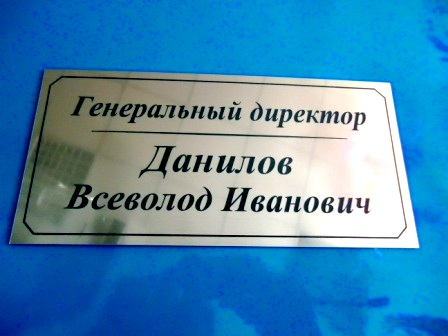 Генеральный директор
Данилов
Всеволод Иванович